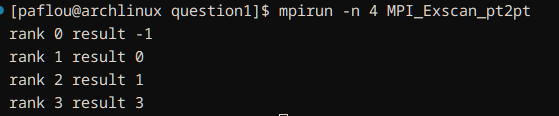 [paflou@archlinux question1]$ mpirun -n 4 MPI_Exscan_pt2pt
rank 0 result -1
rank 1 result 0
rank 2 result 1
rank 3 result 3